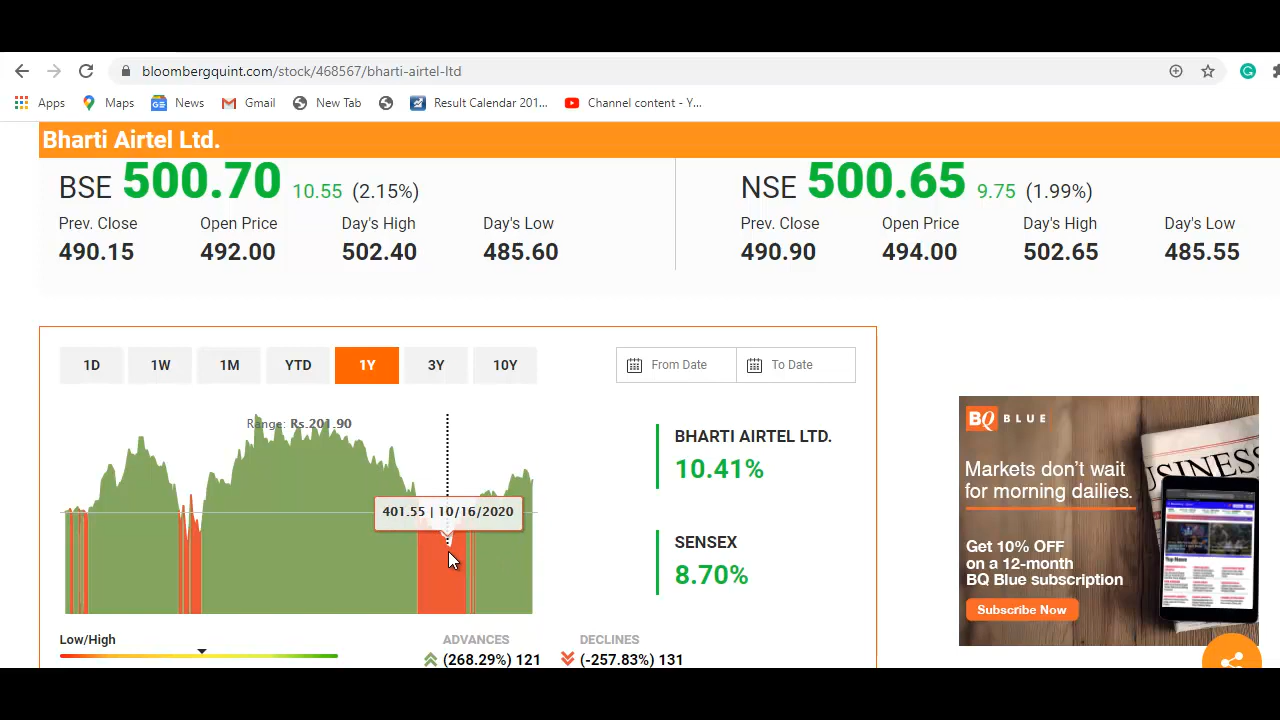 bloombergquint.com/stock/468567/bharti-airtel-ltd
Apps Maps News Gmail New Tab Result Calendar 201... Channel content - Y...
Bharti Airtel Ltd.
BSE 500.70 10.55 (2.15%)
Prev. Close Open Price Day's High Day's Low
490.15 492.00 502.40 485.60
NSE 500.65 9.75 (1.99%)
Prev. Close Open Price Day's High Day's Low
490.90 494.00 502.65 485.55
1D 1W 1M YTD 1Y 3Y 10Y
From Date To Date
Range: Rs.201.90
401.55 | 10/16/2020
BHARTI AIRTEL LTD.
10.41%
SENSEX
8.70%
Low/High
ADVANCES DECLINES
(268.29%) 121 (-257.83%) 131
BQ BLUE
Markets don't wait
for morning dailies.
Get 10% OFF
on a 12-month
BQ Blue subscription
Subscribe Now